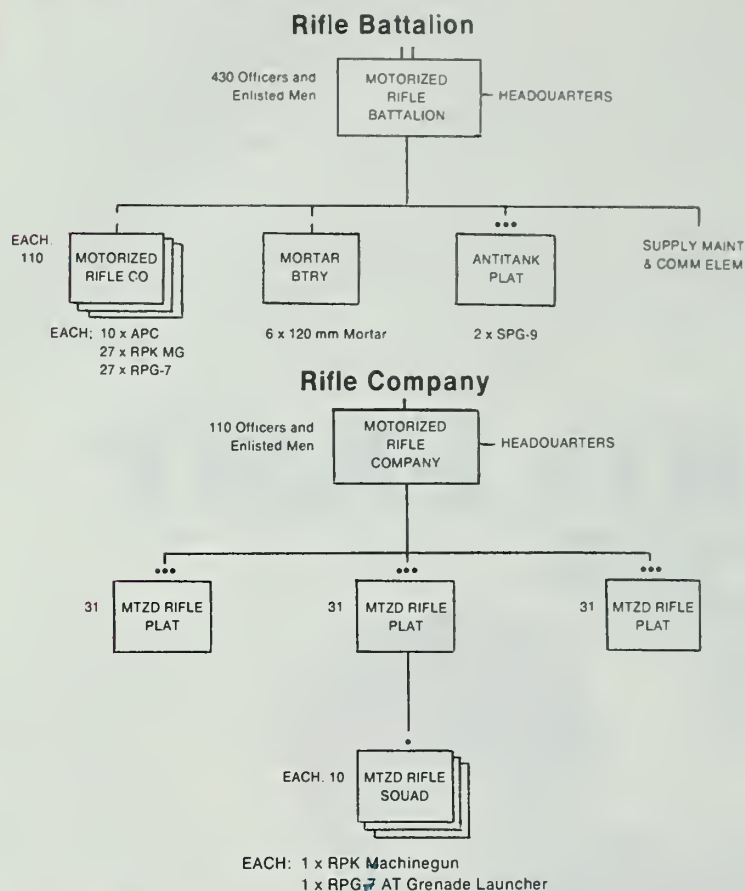 Rifle Battalion
430 Officers and
Enlisted Men
MOTORIZED
RIFLE
BATTALION
HEADQUARTERS
EACH.
110
MOTORIZED
RIFLE CO
MORTAR
BTRY
ANTITANK
PLAT
SUPPLY MAINT
& COMM ELEM
EACH; 10 x APC
27 x RPK MG
27 x RPG-7
6 x 120 mm Mortar
2 x SPG-9
Rifle Company
110 Officers and
Enlisted Men
MOTORIZED
RIFLE
COMPANY
HEADOUARTERS
31
MTZD RIFLE
PLAT
31
MTZD RIFLE
PLAT
31
MTZD RIFLE
PLAT
EACH. 10
MTZD RIFLE
SOUAD
EACH: 1 x RPK Machinegun
1 x RPG-7 AT Grenade Launcher